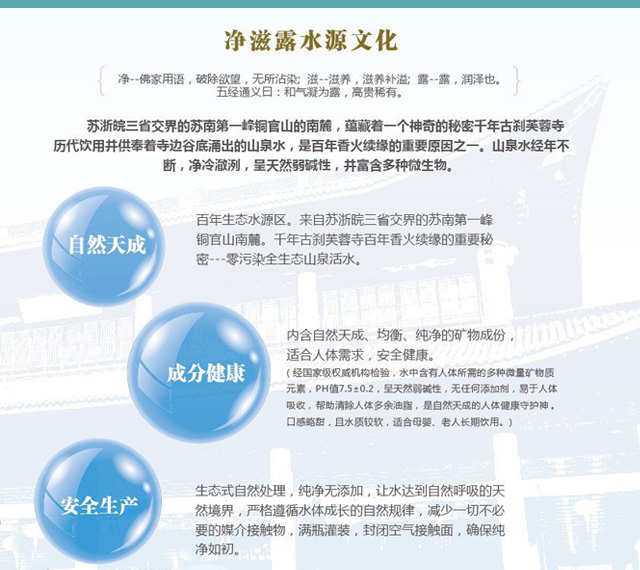 净滋露水源文化
净--佛家用语，破除欲望，无所沾染; 滋--滋养，滋养补溢; 露--露，润泽也。
五经通义日：和气凝为露，高贵稀有。
苏浙皖三省交界的苏南第一峰铜官山的南麓，蕴藏着一个神奇的秘密千年古刹芙蓉寺
历代饮用并供奉着寺边谷底涌出的山泉水，是百年香火续缘的重要原因之一。山泉水经年不
断，净冷澈洌，呈天然弱碱性，并富含多种微生物。
自然天成
百年生态水源区。来自苏浙皖三省交界的苏南第一峰
铜官山南麓。千年古刹芙蓉寺百年香火续缘的重要秘
密---零污染全生态山泉活水。
成分健康
内含自然天成、均衡、纯净的矿物成份，
适合人体需求，安全健康。
( 经国家级权威机构检验，水中含有人体所需的多种微量矿物质
元素，PH值7.5±0.2，呈天然弱碱性，无任何添加剂，易于人体
吸收，帮助清除人体多余油脂，是自然天成的人体健康守护神 。
口感略甜，且水质较软，适合母婴、老人长期饮用。)
安全生产
生态式自然处理，纯净无添加，让水达到自然呼吸的天
然境界，严格遵循水体成长的自然规律，减少一切不必
要的媒介接触物，满瓶灌装，封闭空气接触面，确保纯
净如初。